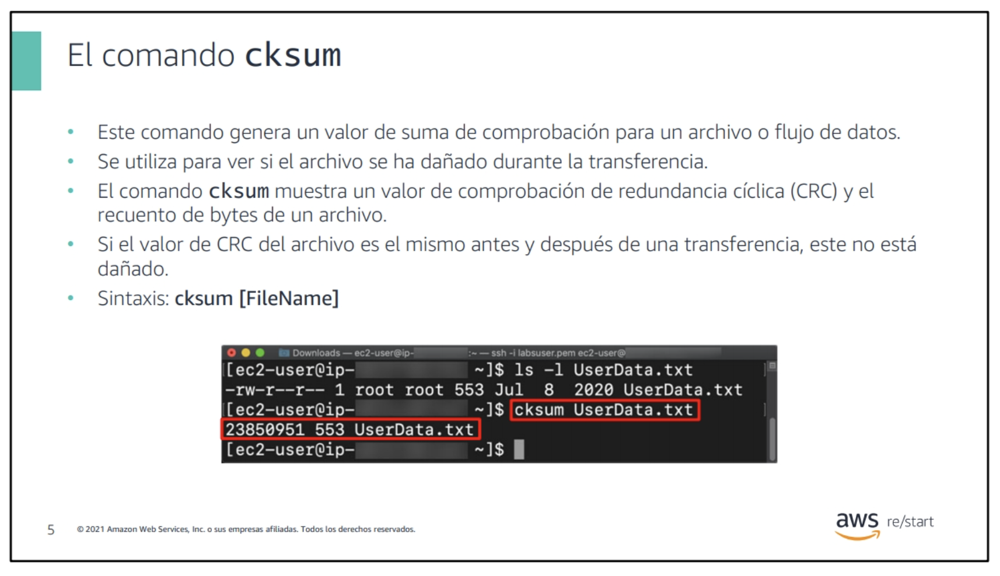 El comando cksum
• Este comando genera un valor de suma de comprobación para un archivo o flujo de datos.
• Se utiliza para ver si el archivo se ha dañado durante la transferencia.
• El comando cksum muestra un valor de comprobación de redundancia cíclica (CRC) y el
recuento de bytes de un archivo.
• Si el valor de CRC del archivo es el mismo antes y después de una transferencia, este no está
dañado.
• Sintaxis: cksum [FileName]
Downloads — ec2-user@ip- :~ — ssh -i labsuser.pem ec2-user@
[ec2-user@ip- ~]$ ls -l UserData.txt
-rw-r--r-- 1 root root 553 Jul 8 2020 UserData.txt
[ec2-user@ip- ~]$ cksum UserData.txt
23850951 553 UserData.txt
[ec2-user@ip- ~]$
5 © 2021 Amazon Web Services, Inc. o sus empresas afiliadas. Todos los derechos reservados.
aws re/start